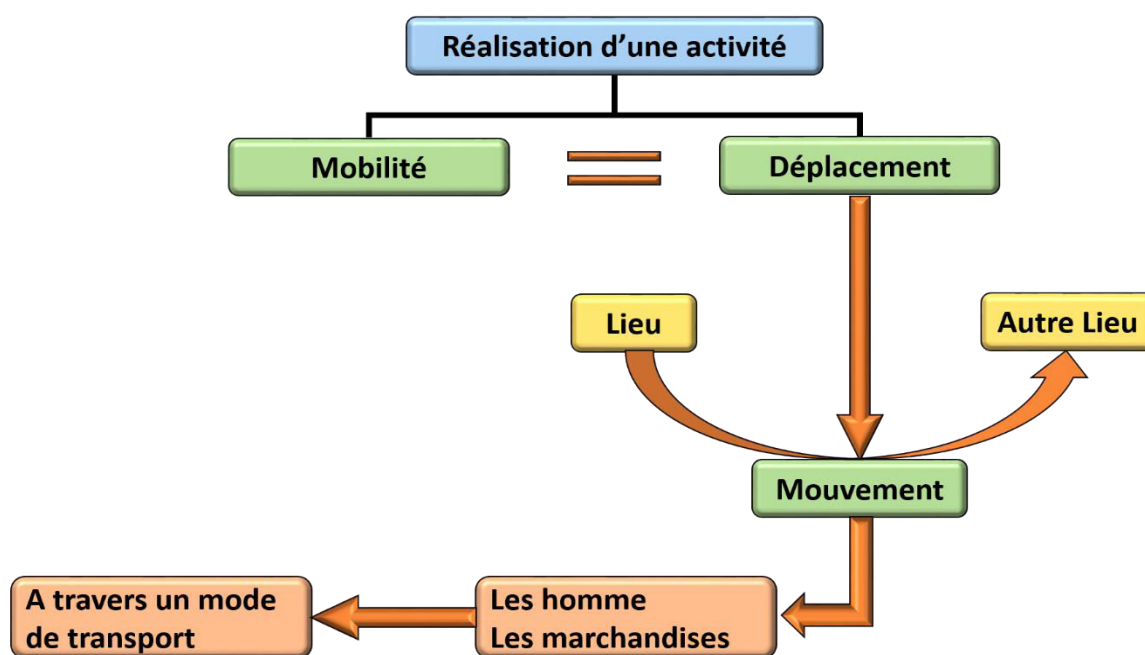 Réalisation d’une activité
Mobilité
Déplacement
Lieu
Autre Lieu
Mouvement
A travers un mode
de transport
Les homme
Les marchandises